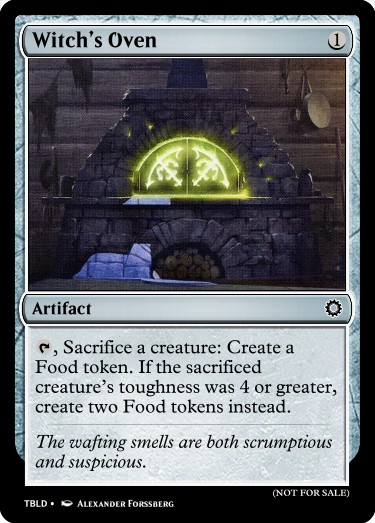 Witch's Oven 1
Artifact
, Sacrifice a creature: Create a
Food token. If the sacrificed
creature's toughness was 4 or greater,
create two Food tokens instead.
The wafting smells are both scrumptious
and suspicious.
(NOT FOR SALE)
TBLD • Alexander Forssberg